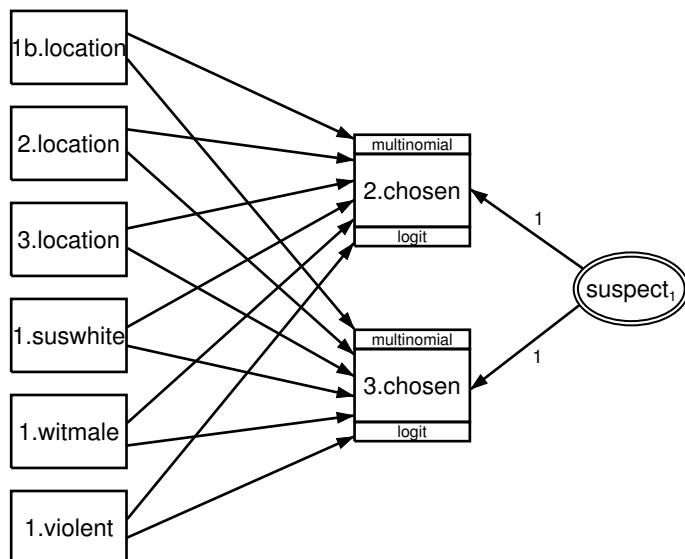 1b.location
2.location
3.location
1.suswhite
1.witmale
1.violent
multinomial
2.chosen
logit
multinomial
3.chosen
logit
1
1
suspect₁